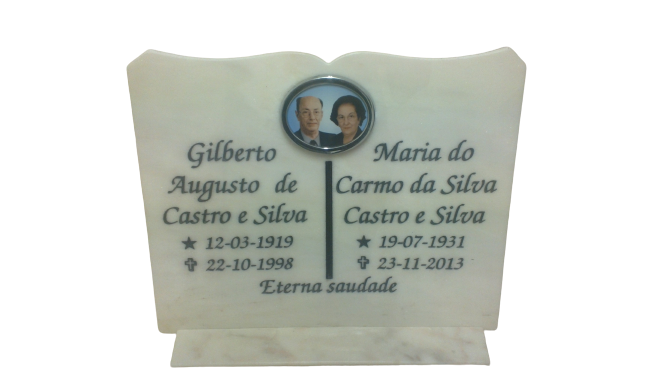 Gilberto
Augusto de
Castro e Silva
★ 12-03-1919
✞ 22-10-1998
Maria do
Carmo da Silva
Castro e Silva
★ 19-07-1931
✞ 23-11-2013
Eterna saudade